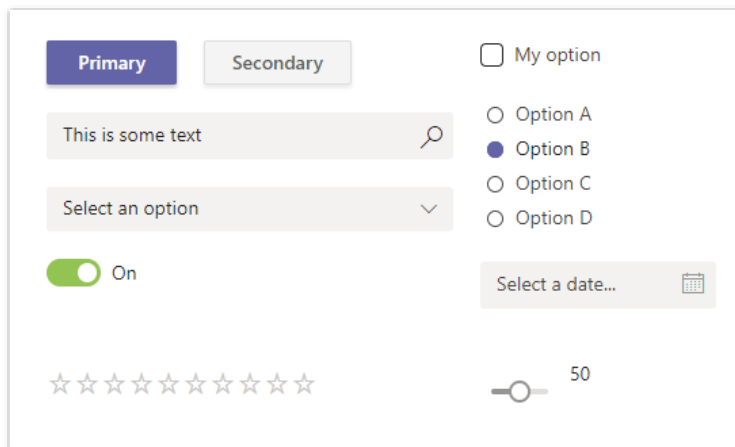 Primary
Secondary
This is some text
Select an option
On
My option
Option A
Option B
Option C
Option D
Select a date...
50